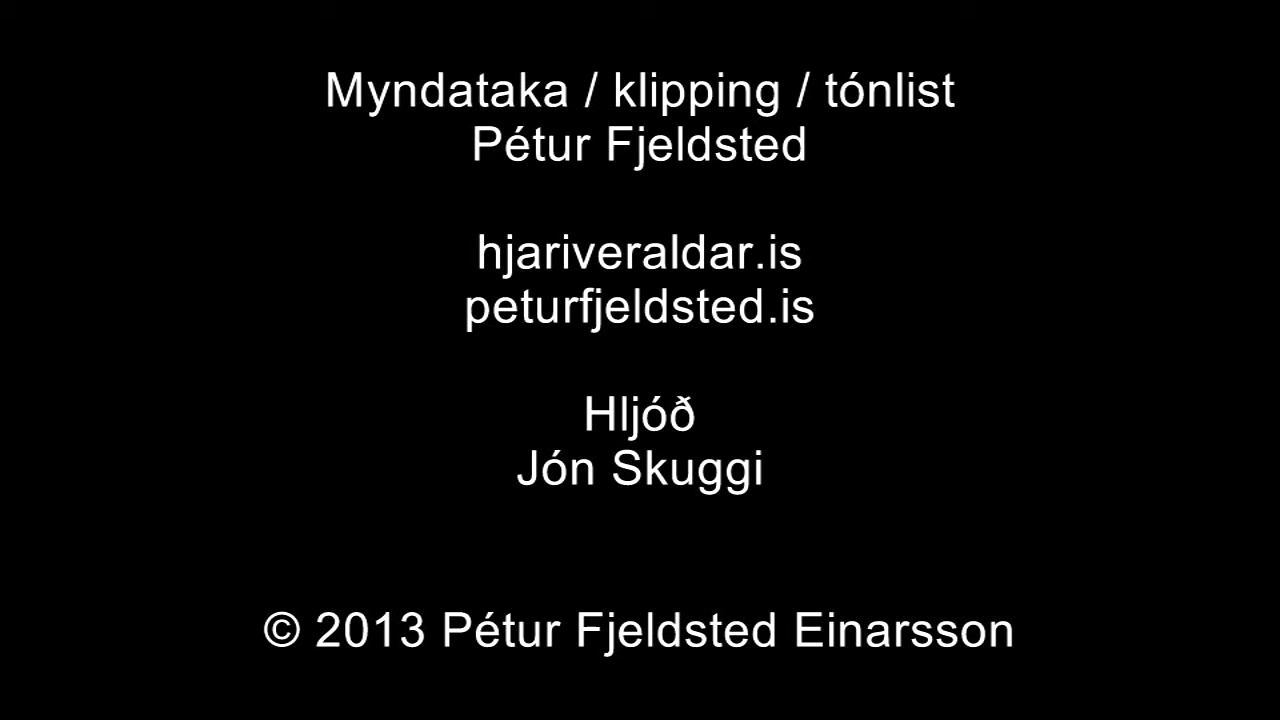 Myndataka / klipping / tónlist
Pétur Fjeldsted
hjariveraldar.is
peturfjeldsted.is
Hljóð
Jón Skuggi
© 2013 Pétur Fjeldsted Einarsson